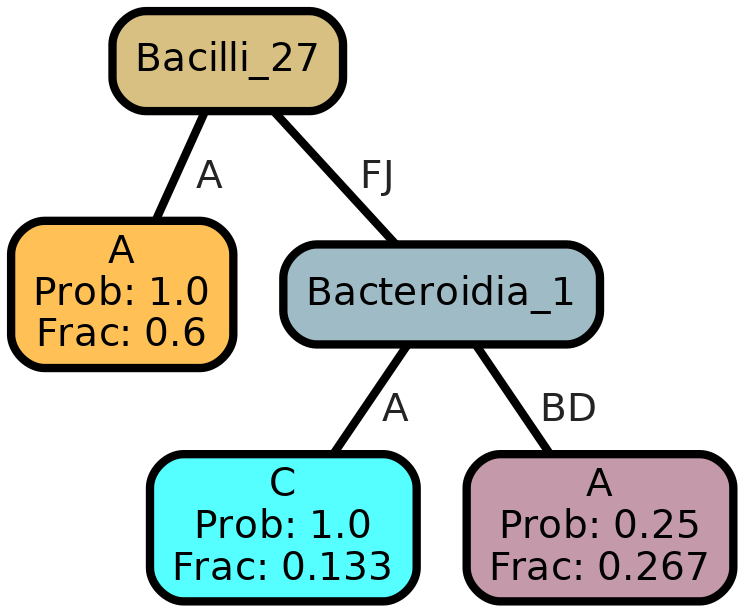 Bacilli_27
A
FJ
A
Prob: 1.0
Frac: 0.6
Bacteroidia_1
A
BD
C
Prob: 1.0
Frac: 0.133
A
Prob: 0.25
Frac: 0.267